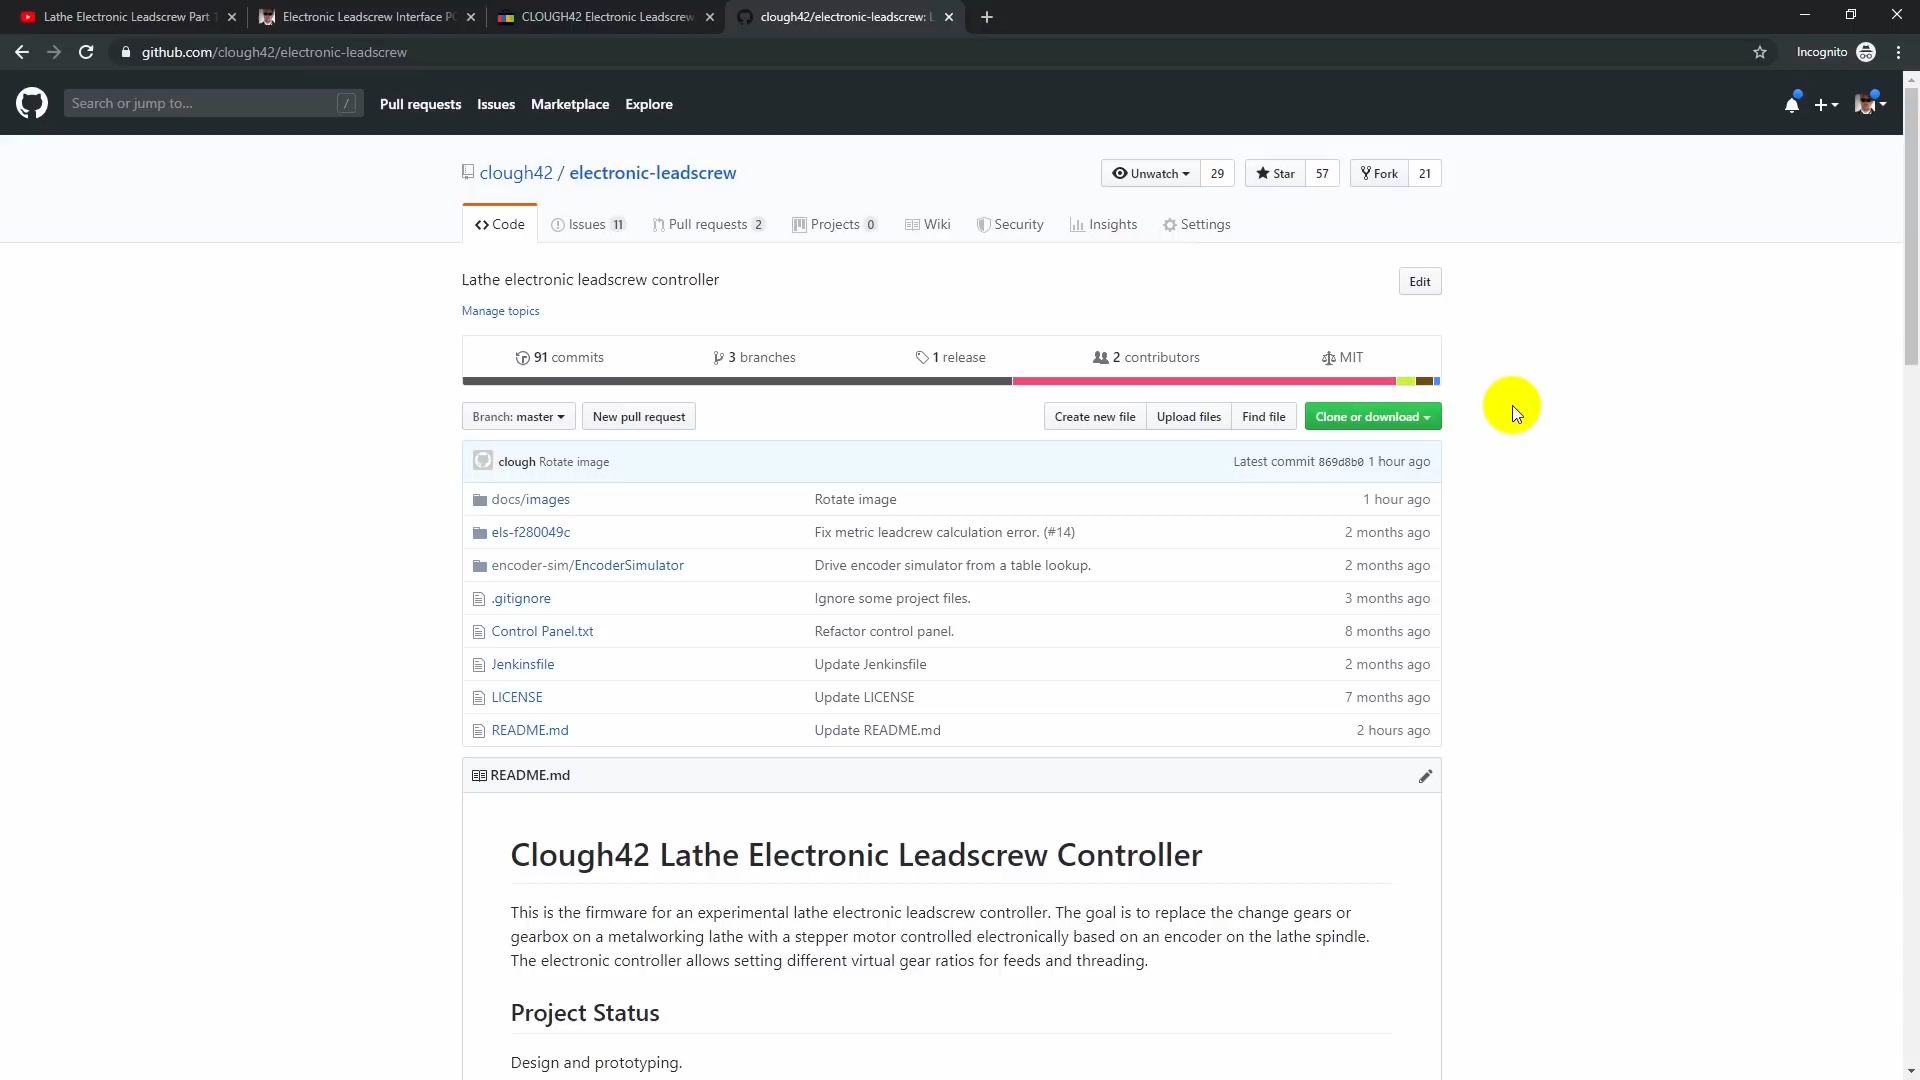 Lathe Electronic Leadscrew Part 1
Electronic Leadscrew Interface PC
CLOUGH42 Electronic Leadscrew
clough42/electronic-leadscrew: L
github.com/clough42/electronic-leadscrew
Incognito
Search or jump to...
/
Pull requests
Issues
Marketplace
Explore
clough42 / electronic-leadscrew
Unwatch
29
Star
57
Fork
21
Code
Issues 11
Pull requests 2
Projects 0
Wiki
Security
Insights
Settings
Lathe electronic leadscrew controller
Edit
Manage topics
91 commits
3 branches
1 release
2 contributors
MIT
Branch: master
New pull request
Create new file
Upload files
Find file
Clone or download
clough Rotate image
Latest commit 869d8b0 1 hour ago
docs/images
Rotate image
1 hour ago
els-f280049c
Fix metric leadcrew calculation error. (#14)
2 months ago
encoder-sim/EncoderSimulator
Drive encoder simulator from a table lookup.
2 months ago
.gitignore
Ignore some project files.
3 months ago
Control Panel.txt
Refactor control panel.
8 months ago
Jenkinsfile
Update Jenkinsfile
2 months ago
LICENSE
Update LICENSE
7 months ago
README.md
Update README.md
2 hours ago
README.md
Clough42 Lathe Electronic Leadscrew Controller
This is the firmware for an experimental lathe electronic leadscrew controller. The goal is to replace the change gears or
gearbox on a metalworking lathe with a stepper motor controlled electronically based on an encoder on the lathe spindle.
The electronic controller allows setting different virtual gear ratios for feeds and threading.
Project Status
Design and prototyping.